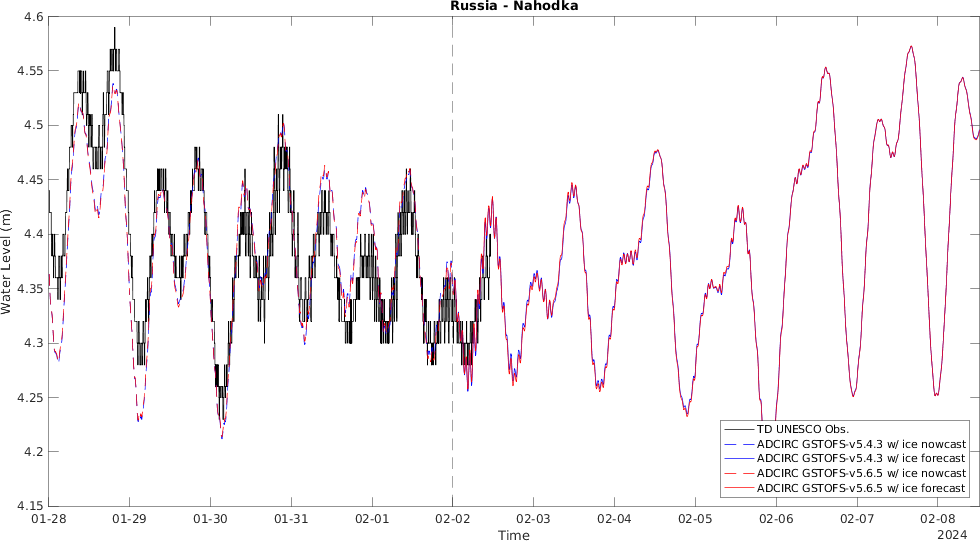 Russia - Nahodka
4.6
4.55
4.5
4.45
4.4
4.35
4.3
4.25
4.2
4.15
Water Level (m)
TD UNESCO Obs.
ADCIRC GSTOFS-v5.4.3 w/ ice nowcast
ADCIRC GSTOFS-v5.4.3 w/ ice forecast
ADCIRC GSTOFS-v5.6.5 w/ ice nowcast
ADCIRC GSTOFS-v5.6.5 w/ ice forecast
01-28 01-29 01-30 01-31 02-01 02-02 02-03 02-04 02-05 02-06 02-07 02-08
Time 2024